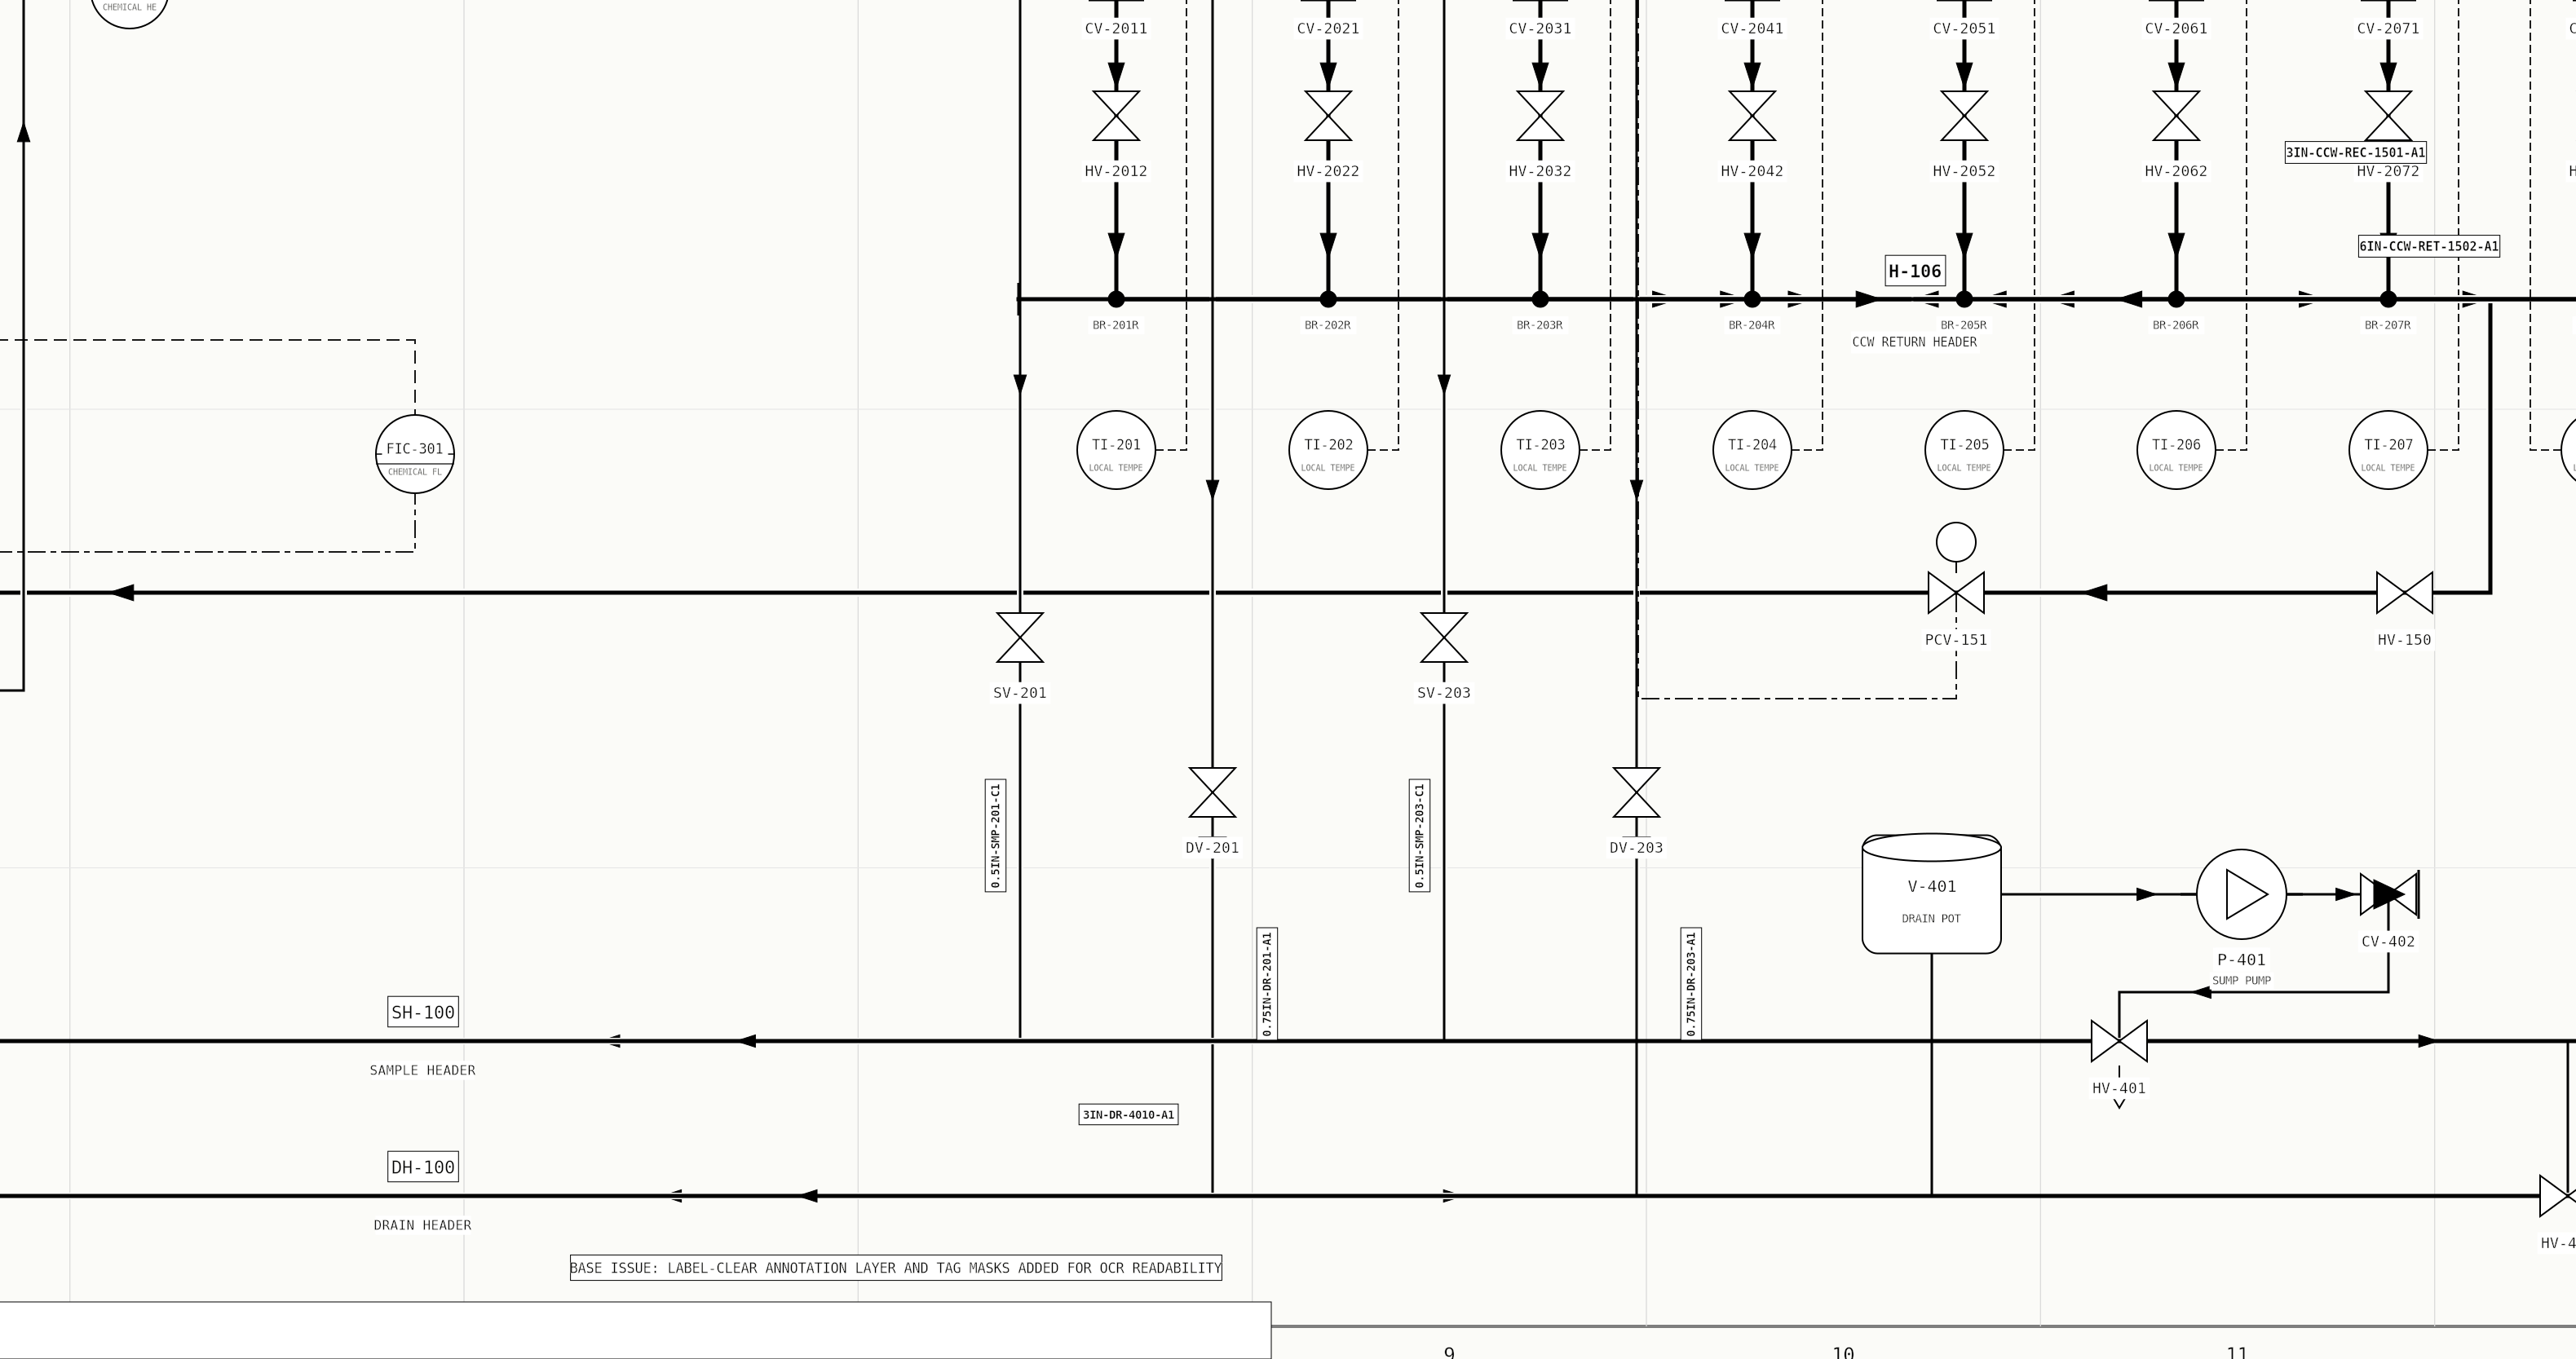 CHEMICAL HE
CV-2011
CV-2021
CV-2031
CV-2041
CV-2051
CV-2061
CV-2071
3IN-CCW-REC-1501-A1
HV-2012
HV-2022
HV-2032
HV-2042
HV-2052
HV-2062
HV-2072
6IN-CCW-RET-1502-A1
H-106
BR-201R
BR-202R
BR-203R
BR-204R
BR-205R
BR-206R
BR-207R
CCW RETURN HEADER
FIC-301
CHEMICAL FL
TI-201
LOCAL TEMPE
TI-202
LOCAL TEMPE
TI-203
LOCAL TEMPE
TI-204
LOCAL TEMPE
TI-205
LOCAL TEMPE
TI-206
LOCAL TEMPE
TI-207
LOCAL TEMPE
PCV-151
HV-150
SV-201
SV-203
0.5IN-SMP-201-C1
0.5IN-SMP-203-C1
DV-201
DV-203
V-401
DRAIN POT
P-401
SUMP PUMP
CV-402
0.75IN-DR-201-A1
0.75IN-DR-203-A1
SH-100
SAMPLE HEADER
HV-401
3IN-DR-4010-A1
DH-100
DRAIN HEADER
HV-4
BASE ISSUE: LABEL-CLEAR ANNOTATION LAYER AND TAG MASKS ADDED FOR OCR READABILITY
9
10
11